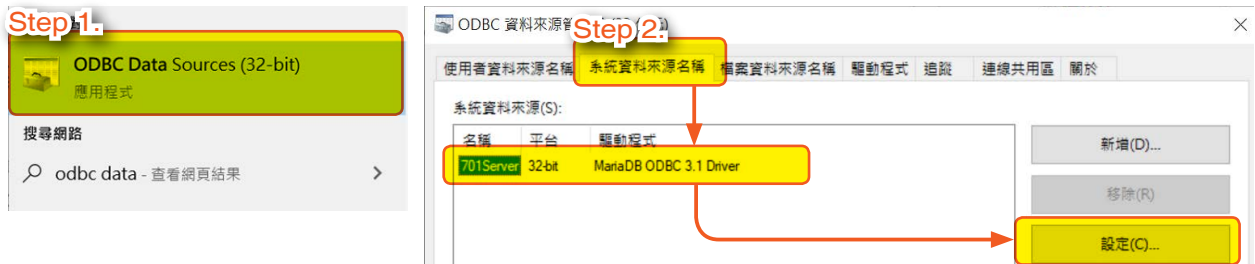 Step 1.
ODBC Data Sources (32-bit)
應用程式
搜尋網路
odbc data - 查看網頁結果
ODBC 資料來源管
Step 2.
使用者資料來源名稱 系統資料來源名稱 檔案資料來源名稱 驅動程式 追蹤 連線共用區 關於
系統資料來源(S):
名稱 平台 驅動程式
701Server 32-bit MariaDB ODBC 3.1 Driver
新增(D)...
移除(R)
設定(C)...